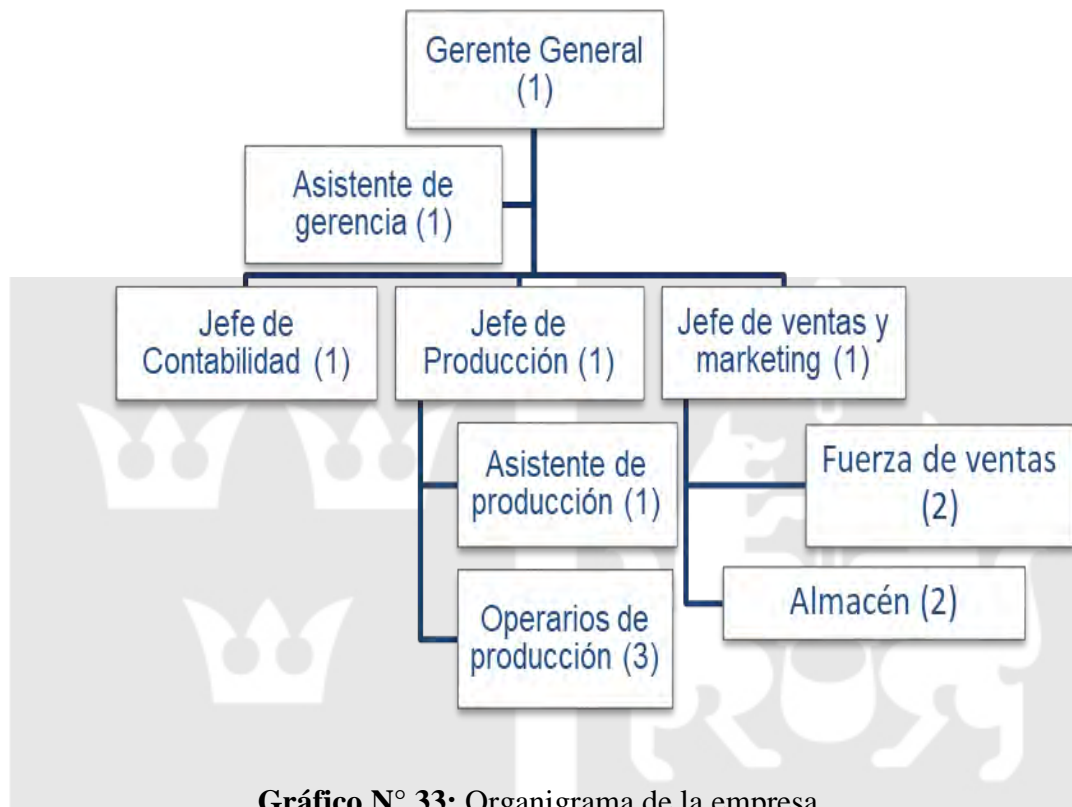 Gerente General
(1)
Asistente de
gerencia (1)
Jefe de
Contabilidad (1)
Jefe de
Producción (1)
Jefe de ventas y
marketing (1)
Asistente de
producción (1)
Operarios de
producción (3)
Fuerza de ventas
(2)
Almacén (2)
Gráfico N° 33: Organigrama de la empresa